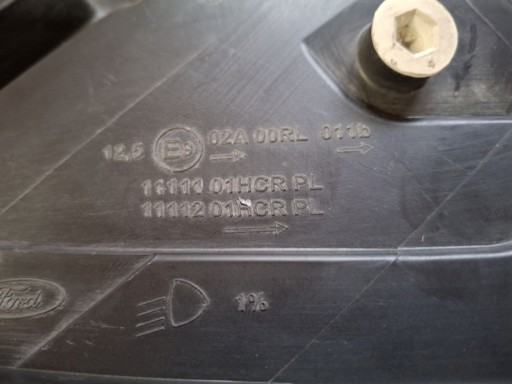 12,5 E9 02A 00RL 011b
11111 01HCR PL
11112 01HCR PL
Ford
1%